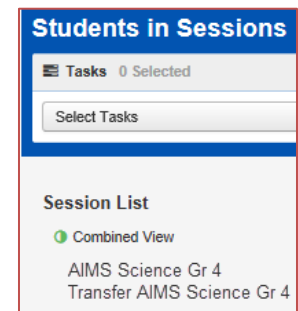 Students in Sessions
Tasks 0 Selected
Select Tasks
Session List
Combined View
AIMS Science Gr 4
Transfer AIMS Science Gr 4